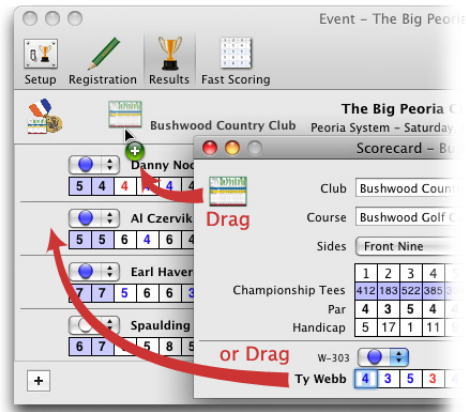 Event – The Big Peoria
Setup Registration Results Fast Scoring
The Big Peoria
Bushwood Country Club Peoria System – Saturday,
Scorecard – Bu
Danny Noo
5 4 4 4 4
Drag
Club Bushwood Count
Course Bushwood Golf C
Al Czervik
5 5 6 4 6 4
Sides Front Nine
Earl Haver
7 7 5 6 6 3
1 2 3 4
Championship Tees 412 183 522 385
Par 4 3 5 4
Handicap 5 17 1 11
Spaulding
6 7 5 8 5
or Drag
W-303
Ty Webb 4 3 5 3